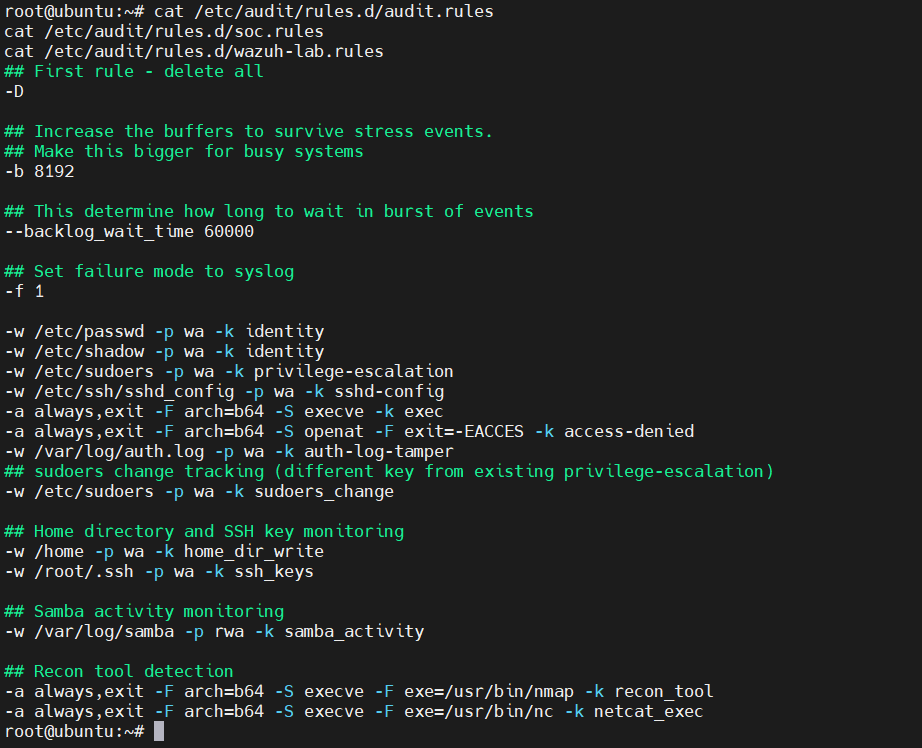 root@ubuntu:~# cat /etc/audit/rules.d/audit.rules
cat /etc/audit/rules.d/soc.rules
cat /etc/audit/rules.d/wazuh-lab.rules
## First rule - delete all
-D
## Increase the buffers to survive stress events.
## Make this bigger for busy systems
-b 8192
## This determine how long to wait in burst of events
--backlog_wait_time 60000
## Set failure mode to syslog
-f 1
-w /etc/passwd -p wa -k identity
-w /etc/shadow -p wa -k identity
-w /etc/sudoers -p wa -k privilege-escalation
-w /etc/ssh/sshd_config -p wa -k sshd-config
-a always,exit -F arch=b64 -S execve -k exec
-a always,exit -F arch=b64 -S openat -F exit=-EACCES -k access-denied
-w /var/log/auth.log -p wa -k auth-log-tamper
## sudoers change tracking (different key from existing privilege-escalation)
-w /etc/sudoers -p wa -k sudoers_change
## Home directory and SSH key monitoring
-w /home -p wa -k home_dir_write
-w /root/.ssh -p wa -k ssh_keys
## Samba activity monitoring
-w /var/log/samba -p rwa -k samba_activity
## Recon tool detection
-a always,exit -F arch=b64 -S execve -F exe=/usr/bin/nmap -k recon_tool
-a always,exit -F arch=b64 -S execve -F exe=/usr/bin/nc -k netcat_exec
root@ubuntu:~#